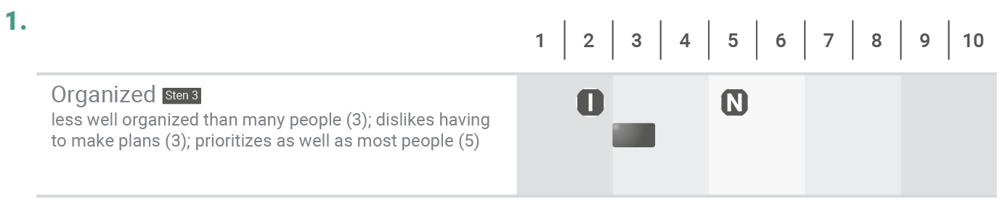 1.
1 2 3 4 5 6 7 8 9 10
Organized Sten 3
I N
less well organized than many people (3); dislikes having
to make plans (3); prioritizes as well as most people (5)